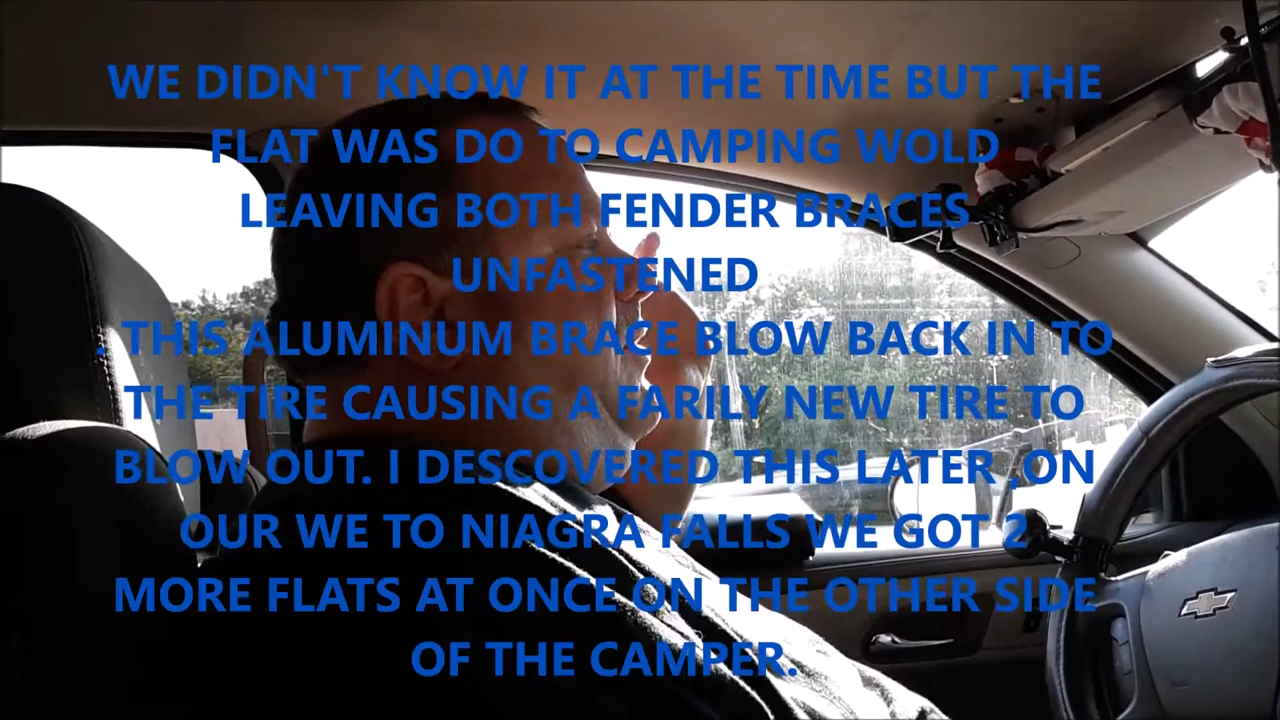 WE DIDN'T KNOW IT AT THE TIME BUT THE
FLAT WAS DO TO CAMPING WOLD
LEAVING BOTH FENDER BRACES
UNFASTENED
. THIS ALUMINUM BRACE BLOW BACK IN TO
THE TIRE CAUSING A FARILY NEW TIRE TO
BLOW OUT. I DESCOVERED THIS LATER ,ON
OUR WE TO NIAGRA FALLS WE GOT 2
MORE FLATS AT ONCE ON THE OTHER SIDE
OF THE CAMPER.